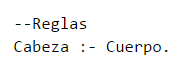 --Reglas
Cabeza :- Cuerpo.